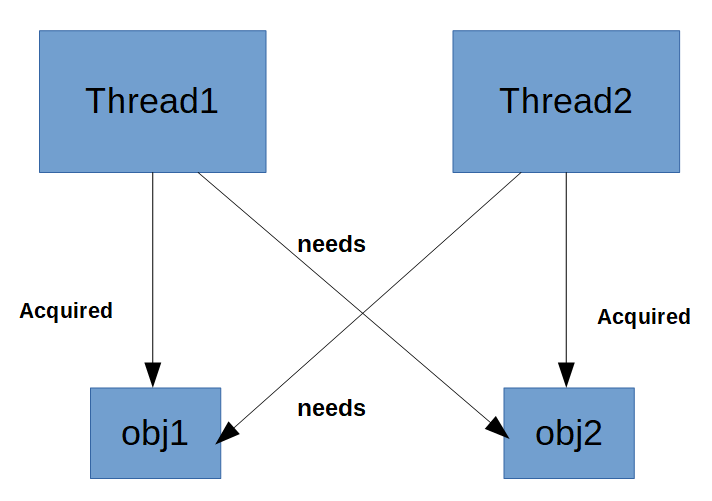 Thread1
Thread2
needs
Acquired
Acquired
needs
obj1
obj2